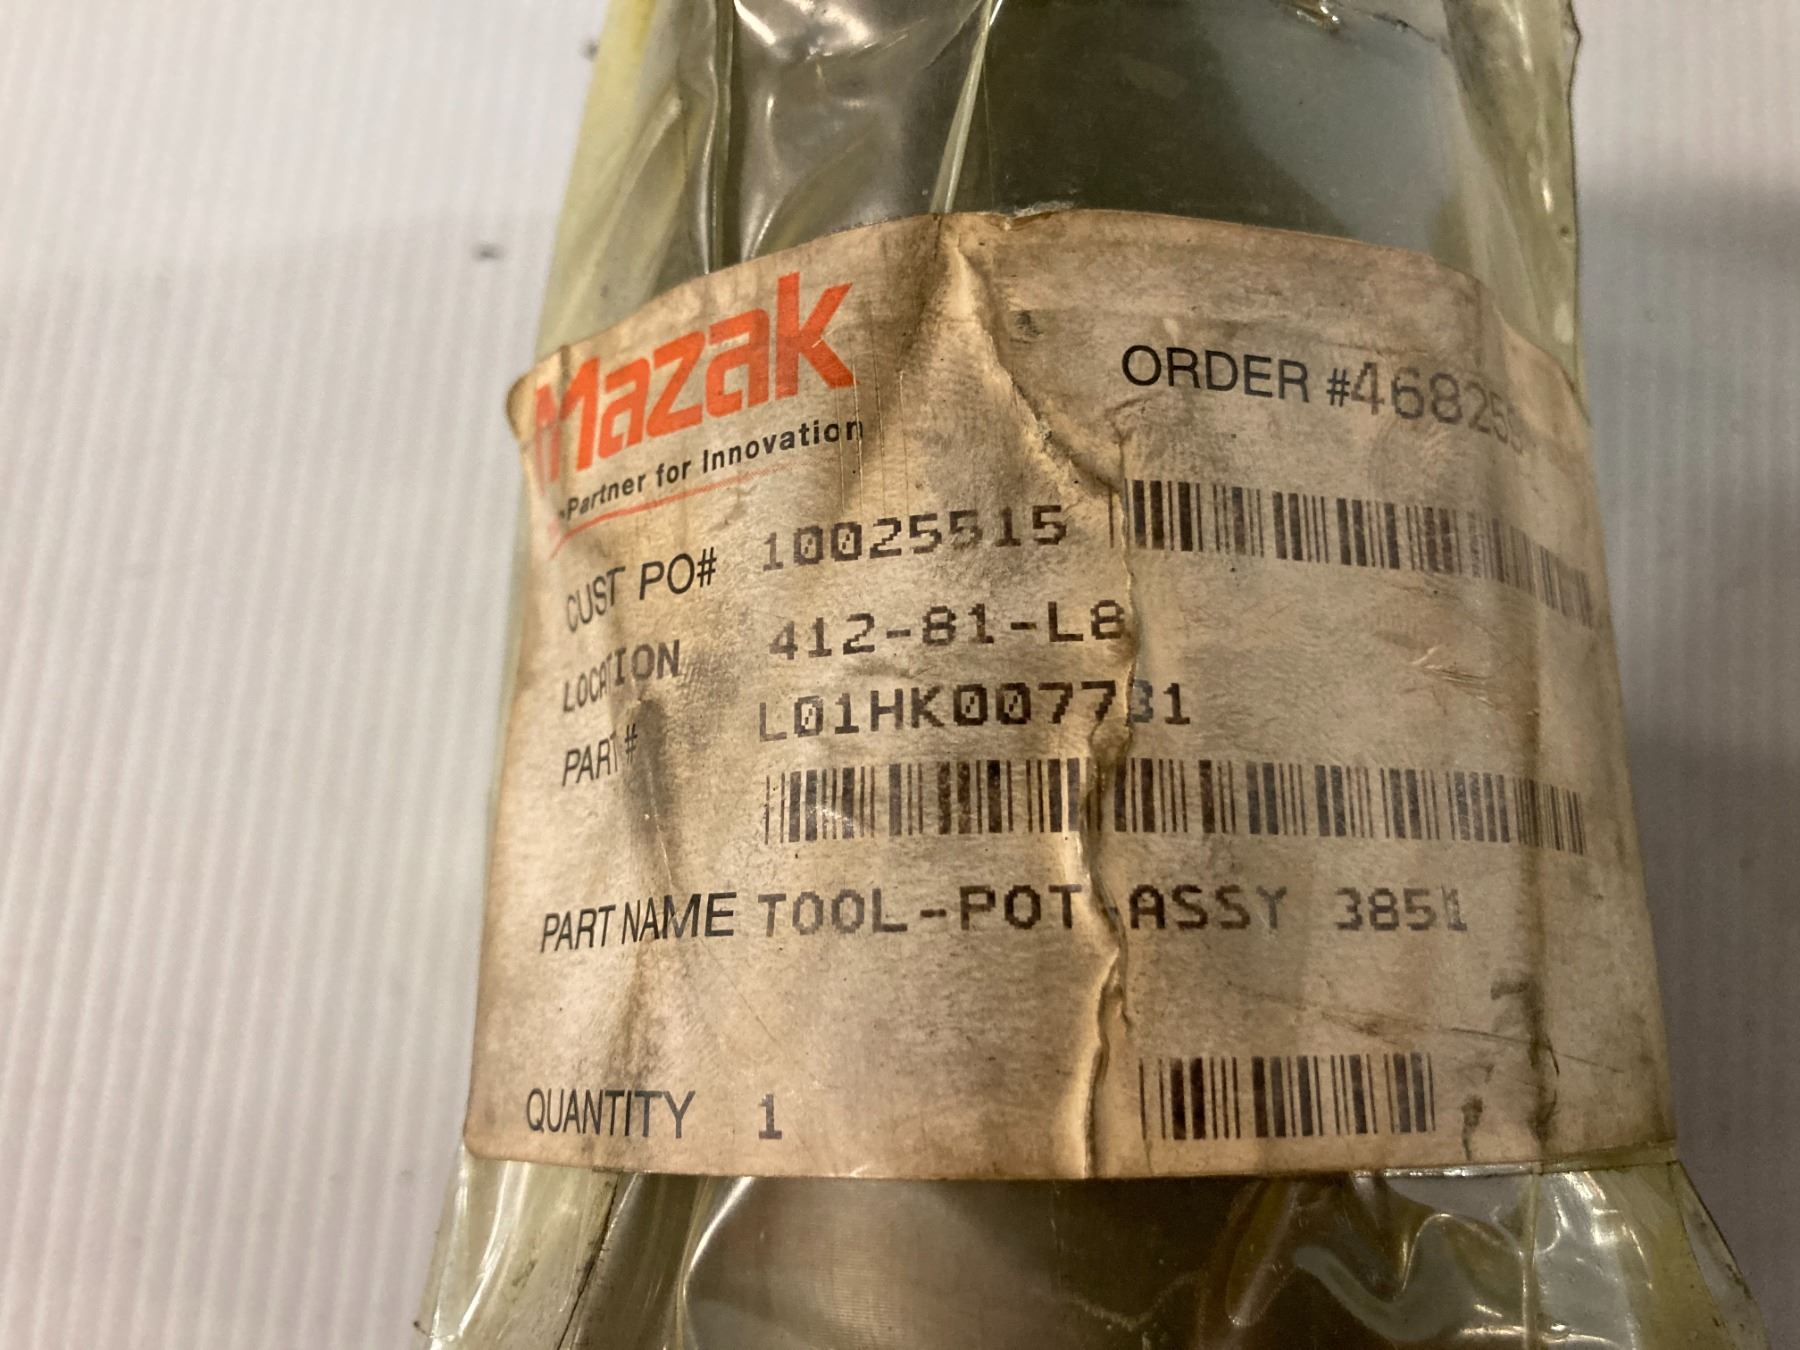 Mazak
Partner for Innovation
ORDER #
CUST PO# 10025515
LOCATION 412-81-L8
PART # L01HK007731
PART NAME TOOL-POT ASSY 3851
QUANTITY 1